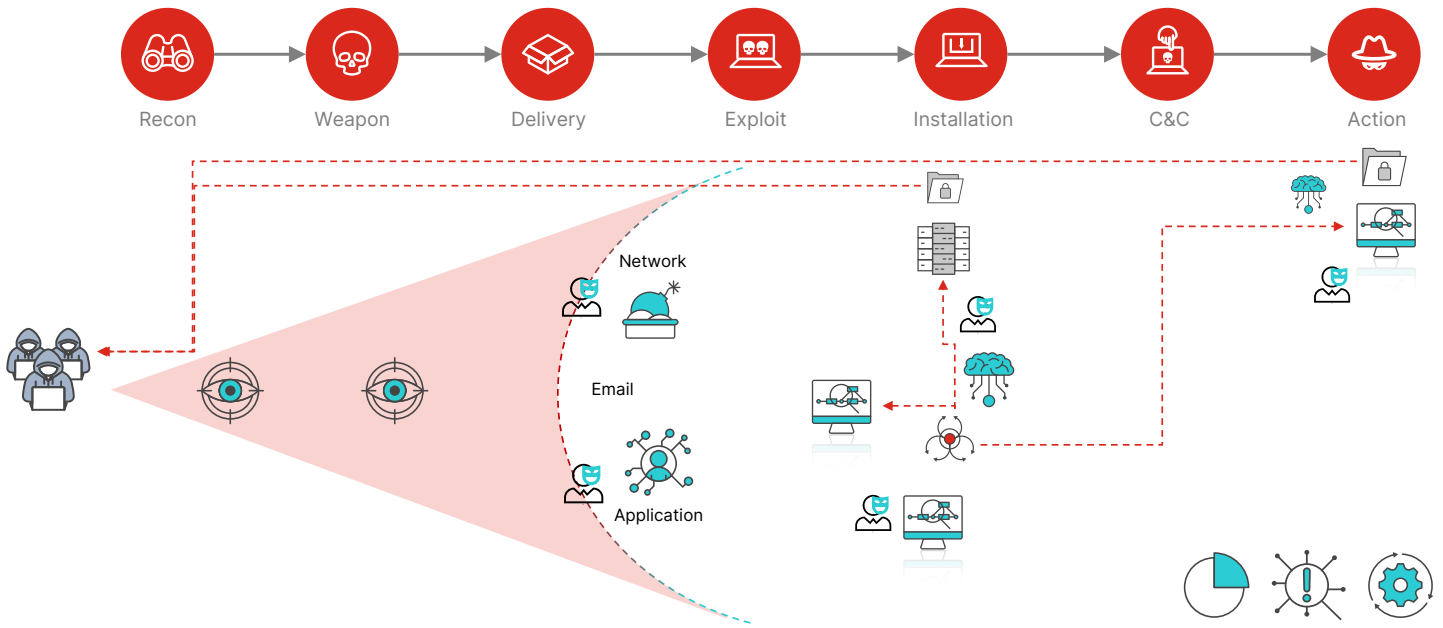 Recon
Weapon
Delivery
Exploit
Installation
C&C
Action
Network
Email
Application